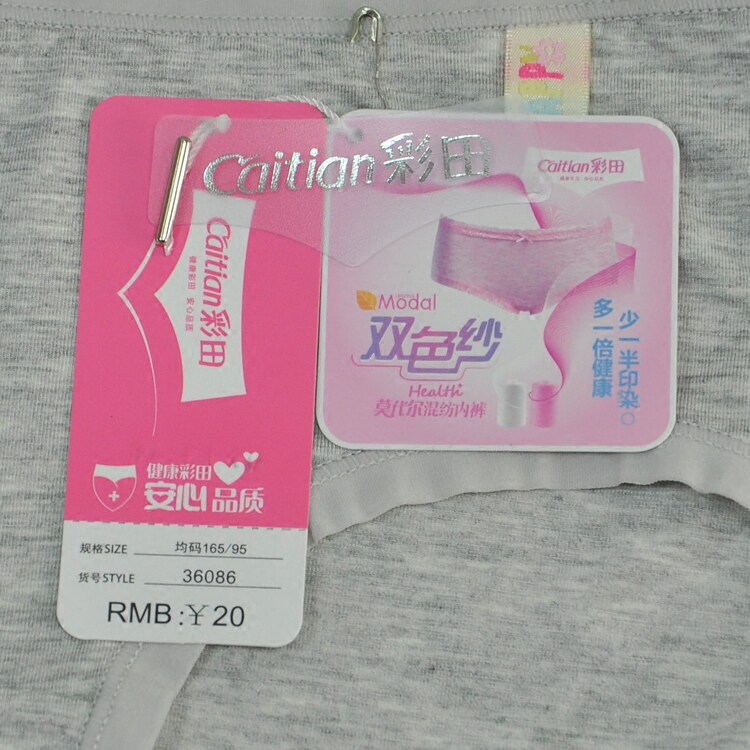 Caitian彩田
Caitian彩田
健康彩田 安心品质
健康彩田
安心品质
规格SIZE 均码165/95
货号STYLE 36086
RMB:￥20
Caitian彩田
Modal
双色纱
Healthi
莫代尔混纺内裤
少一半印染。
多一倍健康